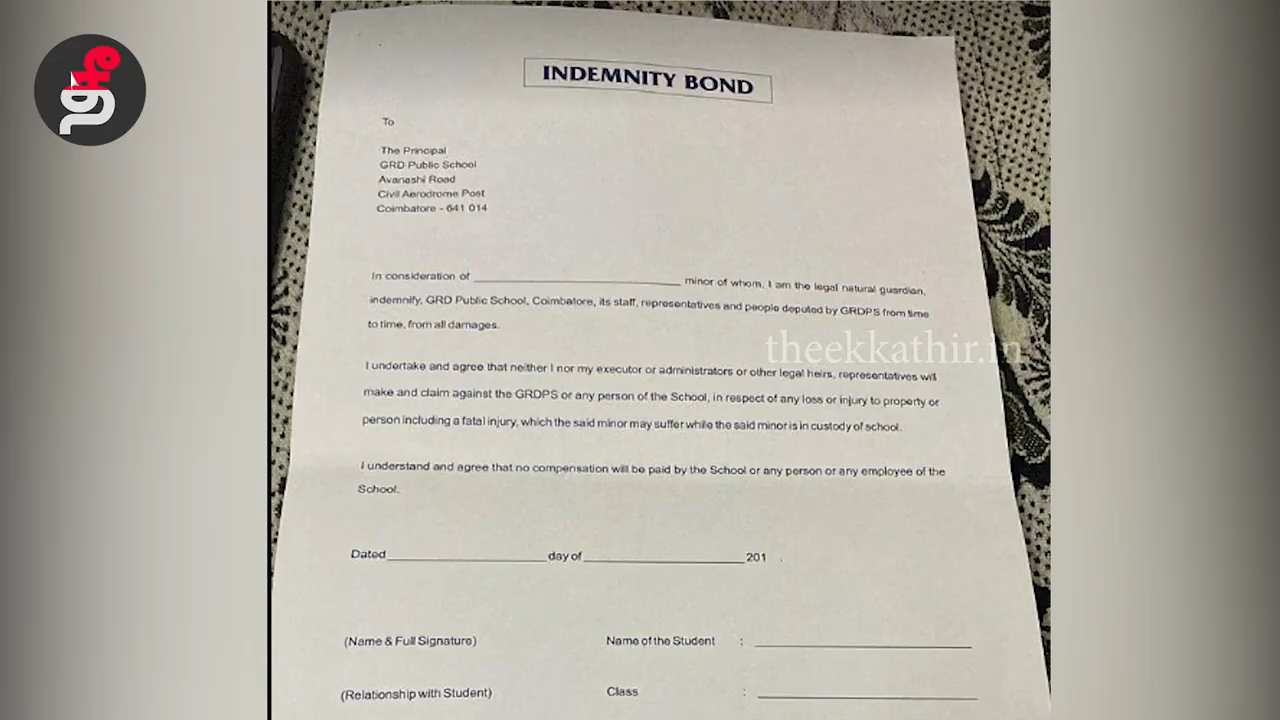 INDEMNITY BOND
To
The Principal
GRD Public School
Avanashi Road
Civil Aerodrome Post
Coimbatore - 641 014
In consideration of ______________________ minor of whom, I am the legal natural guardian,
indemnify, GRD Public School, Coimbatore, its staff, representatives and people deputed by GRDPS from time
to time, from all damages.
theekkathir.in
I undertake and agree that neither I nor my executor or administrators or other legal heirs, representatives will
make and claim against the GRDPS or any person of the School, in respect of any loss or injury to property or
person including a fatal injury, which the said minor may suffer while the said minor is in custody of school.
I understand and agree that no compensation will be paid by the School or any person or any employee of the
School.
Dated________________ day of ________________ 201 .
(Name & Full Signature) Name of the Student : ______________________
(Relationship with Student) Class : ______________________